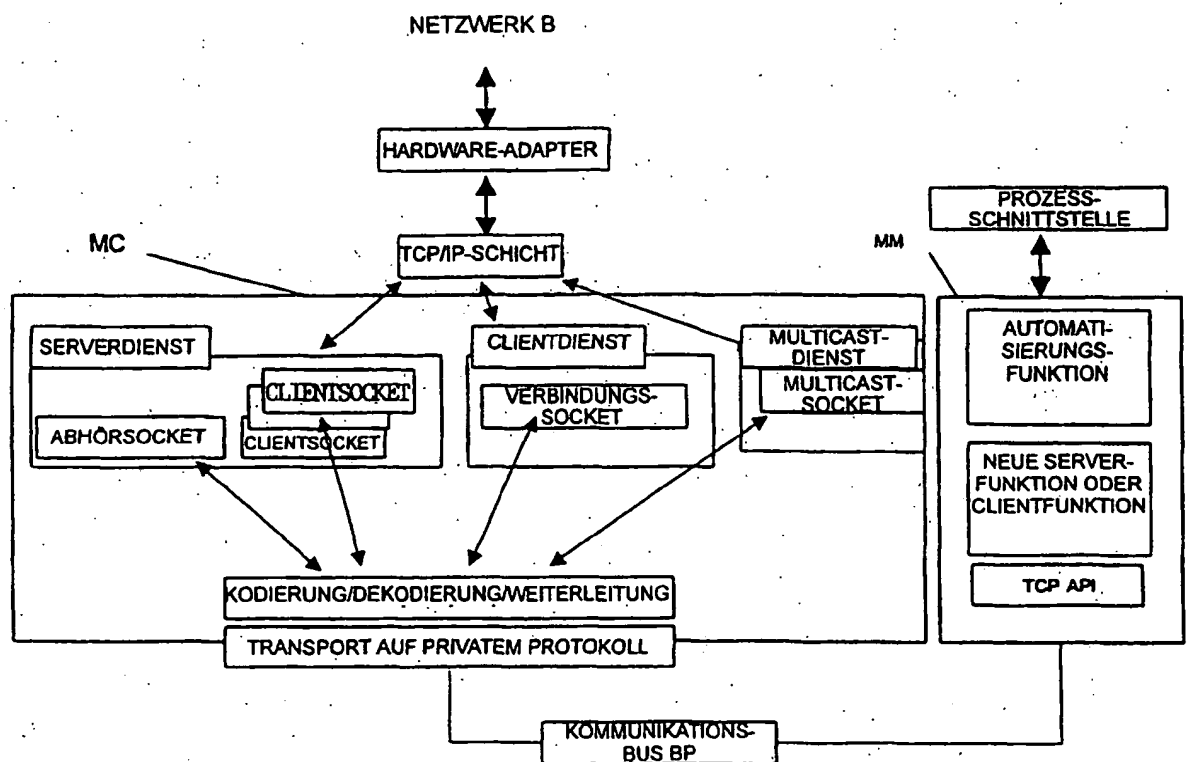 NETZWERK B
HARDWARE-ADAPTER
PROZESS-
SCHNITTSTELLE
MC
TCP/IP-SCHICHT
MM
SERVERDIENST
CLIENTDIENST
MULTICAST-
DIENST
AUTOMATI-
SIERUNGS-
FUNKTION
CLIENTSOCKET
VERBINDUNGS-
SOCKET
MULTICAST-
SOCKET
ABHÖRSOCKET
CLIENTSOCKET
NEUE SERVER-
FUNKTION ODER
CLIENTFUNKTION
KODIERUNG/DEKODIERUNG/WEITERLEITUNG
TCP API
TRANSPORT AUF PRIVATEM PROTOKOLL
KOMMUNIKATIONS-
BUS BP